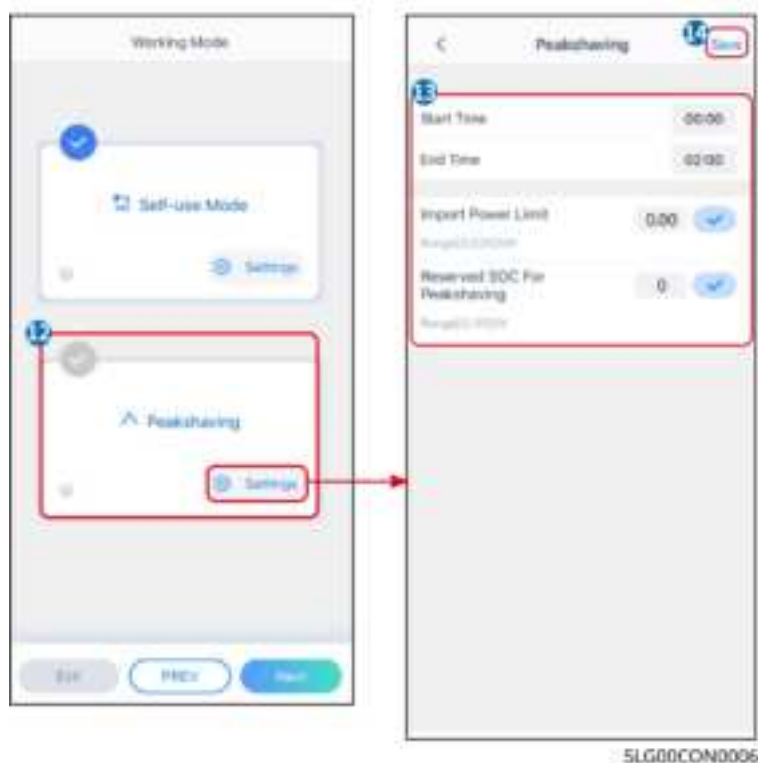 Working Mode
Self-use Mode
Settings
12
Peakshaving
Settings
Exit
PREV
Next
Peakshaving
14
Save
13
Start Time
00:00
End Time
02:00
Import Power Limit
0.00
Reserved SOC For
0
Peakshaving
SLG00CON0006